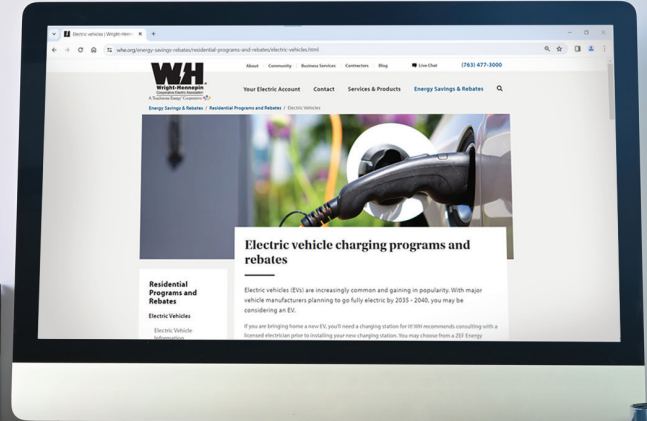 Electric vehicles | Wright-Henn
whe.org/energy-savings-rebates/residential-programs-and-rebates/electric-vehicles.html
About Community Business Services Contractors Blog Live Chat (763) 477-3000
WH
Wright-Hennepin
Cooperative Electric Association
A Touchstone Energy Cooperative
Your Electric Account Contact Services & Products Energy Savings & Rebates
Energy Savings & Rebates / Residential Programs and Rebates / Electric Vehicles
Electric vehicle charging programs and
rebates
Electric vehicles (EVs) are increasingly common and gaining in popularity. With major
vehicle manufacturers planning to go fully electric by 2035 - 2040, you may be
considering an EV.
If you are bringing home a new EV, you'll need a charging station for it! WH recommends consulting with a
licensed electrician prior to installing your new charging station. You may choose from a ZEF Energy
Residential
Programs and
Rebates
Electric Vehicles
Electric Vehicle
Information